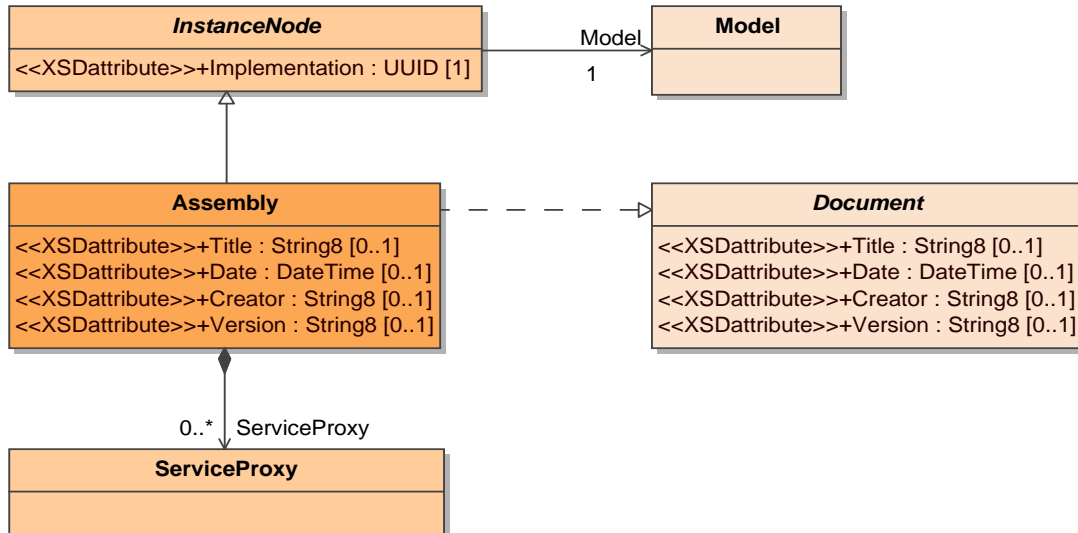 InstanceNode
<<XSDattribute>>+Implementation : UUID [1]
Model
1
Model
Assembly
<<XSDattribute>>+Title : String8 [0..1]
<<XSDattribute>>+Date : DateTime [0..1]
<<XSDattribute>>+Creator : String8 [0..1]
<<XSDattribute>>+Version : String8 [0..1]
Document
<<XSDattribute>>+Title : String8 [0..1]
<<XSDattribute>>+Date : DateTime [0..1]
<<XSDattribute>>+Creator : String8 [0..1]
<<XSDattribute>>+Version : String8 [0..1]
0..* ServiceProxy
ServiceProxy